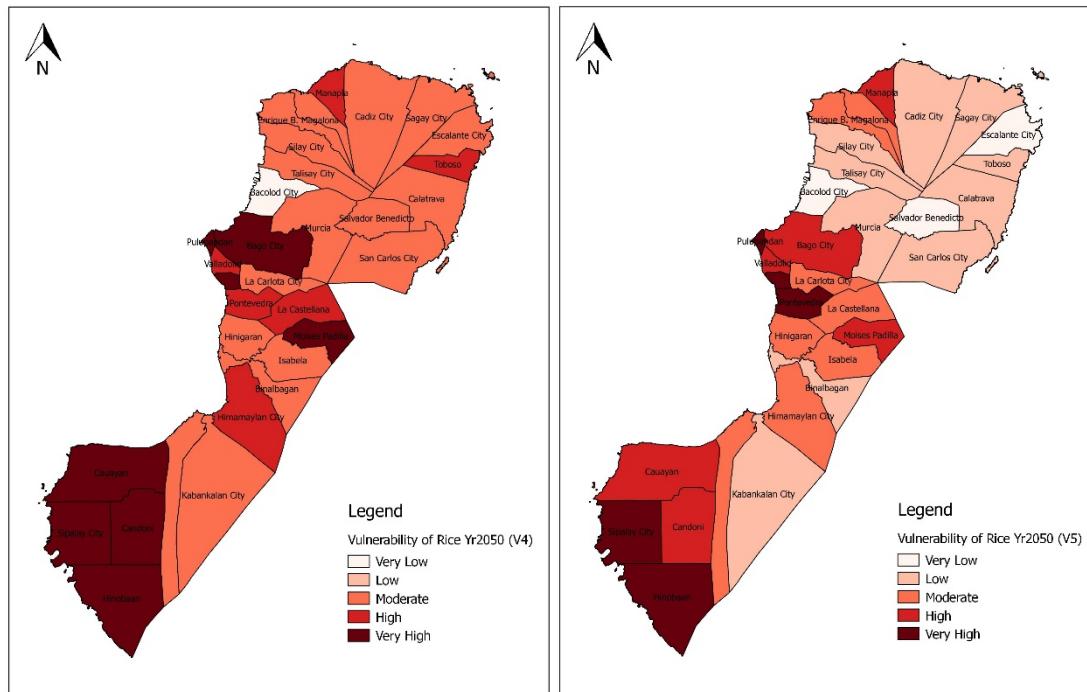 N
Manapla
Enrique B. Magalona
Cadiz City
Sagay City
Escalante City
Silay City
Toboso
Talisay City
Bacolod City
Calatrava
Salvador Benedicto
Murcia
Pulupandan
Bago City
San Carlos City
Valladolid
La Carlota City
Pontevedra
La Castellana
Hinigaran
Moises Padilla
Isabela
Binalbagan
Himamaylan City
Cauayan
Kabankalan City
Sipalay City
Candoni
Hinobaan
Legend
Vulnerability of Rice Yr2050 (V4)
Very Low
Low
Moderate
High
Very High
N
Manapla
Enrique B. Magalona
Cadiz City
Sagay City
Escalante City
Silay City
Toboso
Talisay City
Bacolod City
Calatrava
Salvador Benedicto
Murcia
Pulupandan
Bago City
San Carlos City
Valladolid
La Carlota City
Pontevedra
La Castellana
Hinigaran
Moises Padilla
Isabela
Binalbagan
Himamaylan City
Cauayan
Kabankalan City
Sipalay City
Candoni
Hinobaan
Legend
Vulnerability of Rice Yr2050 (V5)
Very Low
Low
Moderate
High
Very High